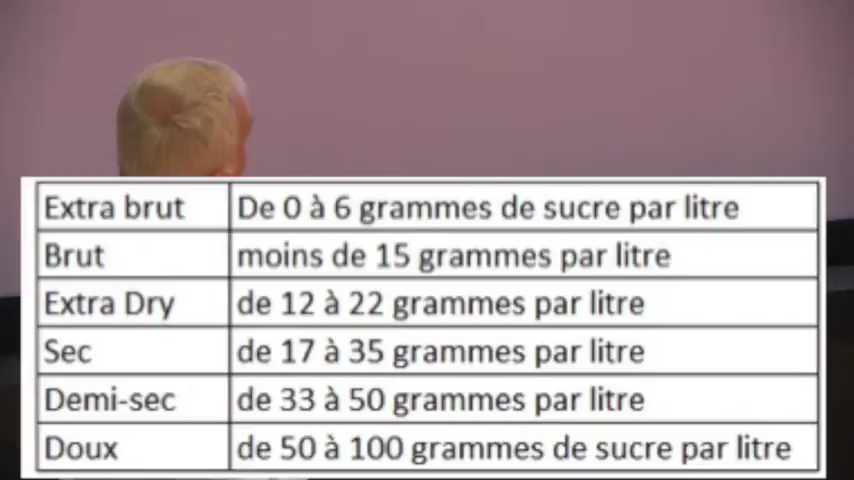 Extra brut De 0 à 6 grammes de sucre par litre
Brut moins de 15 grammes par litre
Extra Dry de 12 à 22 grammes par litre
Sec de 17 à 35 grammes par litre
Demi-sec de 33 à 50 grammes par litre
Doux de 50 à 100 grammes de sucre par litre